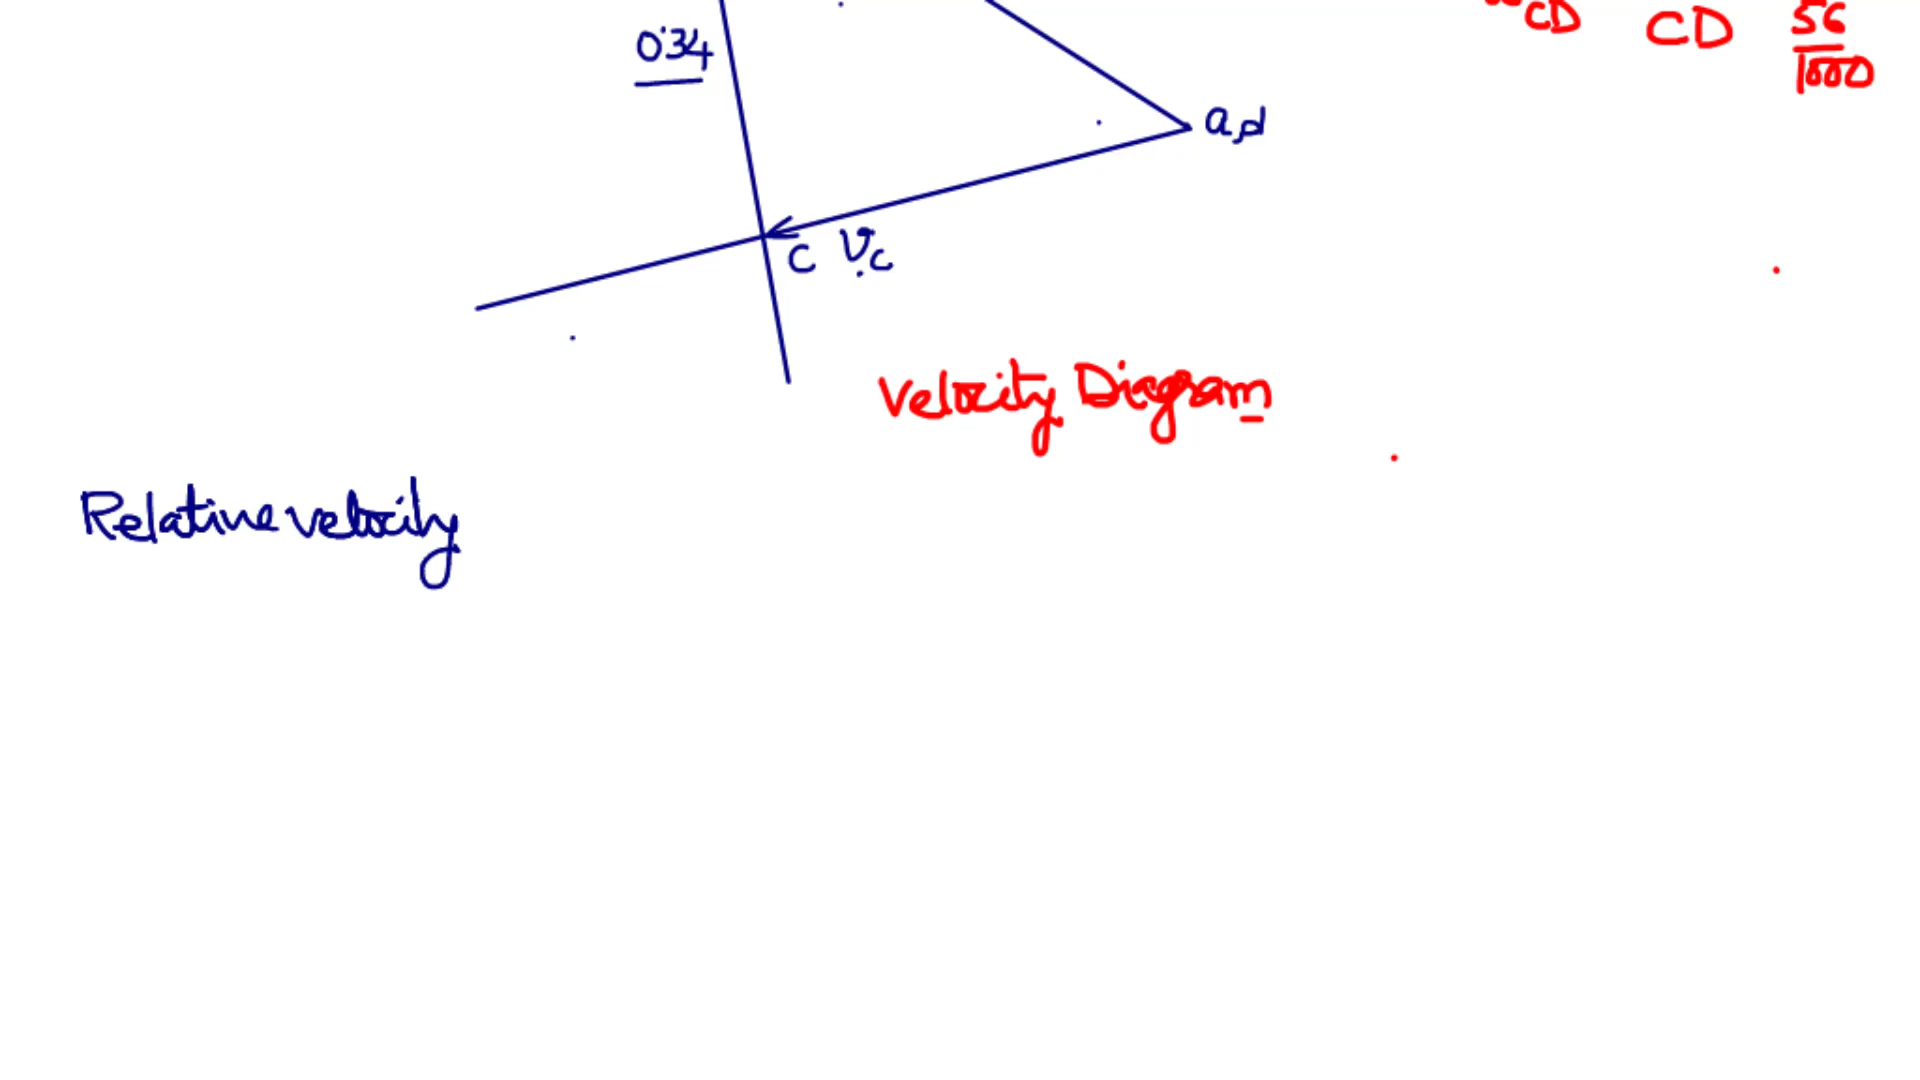 0.34
CD CD 56
1000
a,d
c Vc
Velocity Diagram
Relative velocity